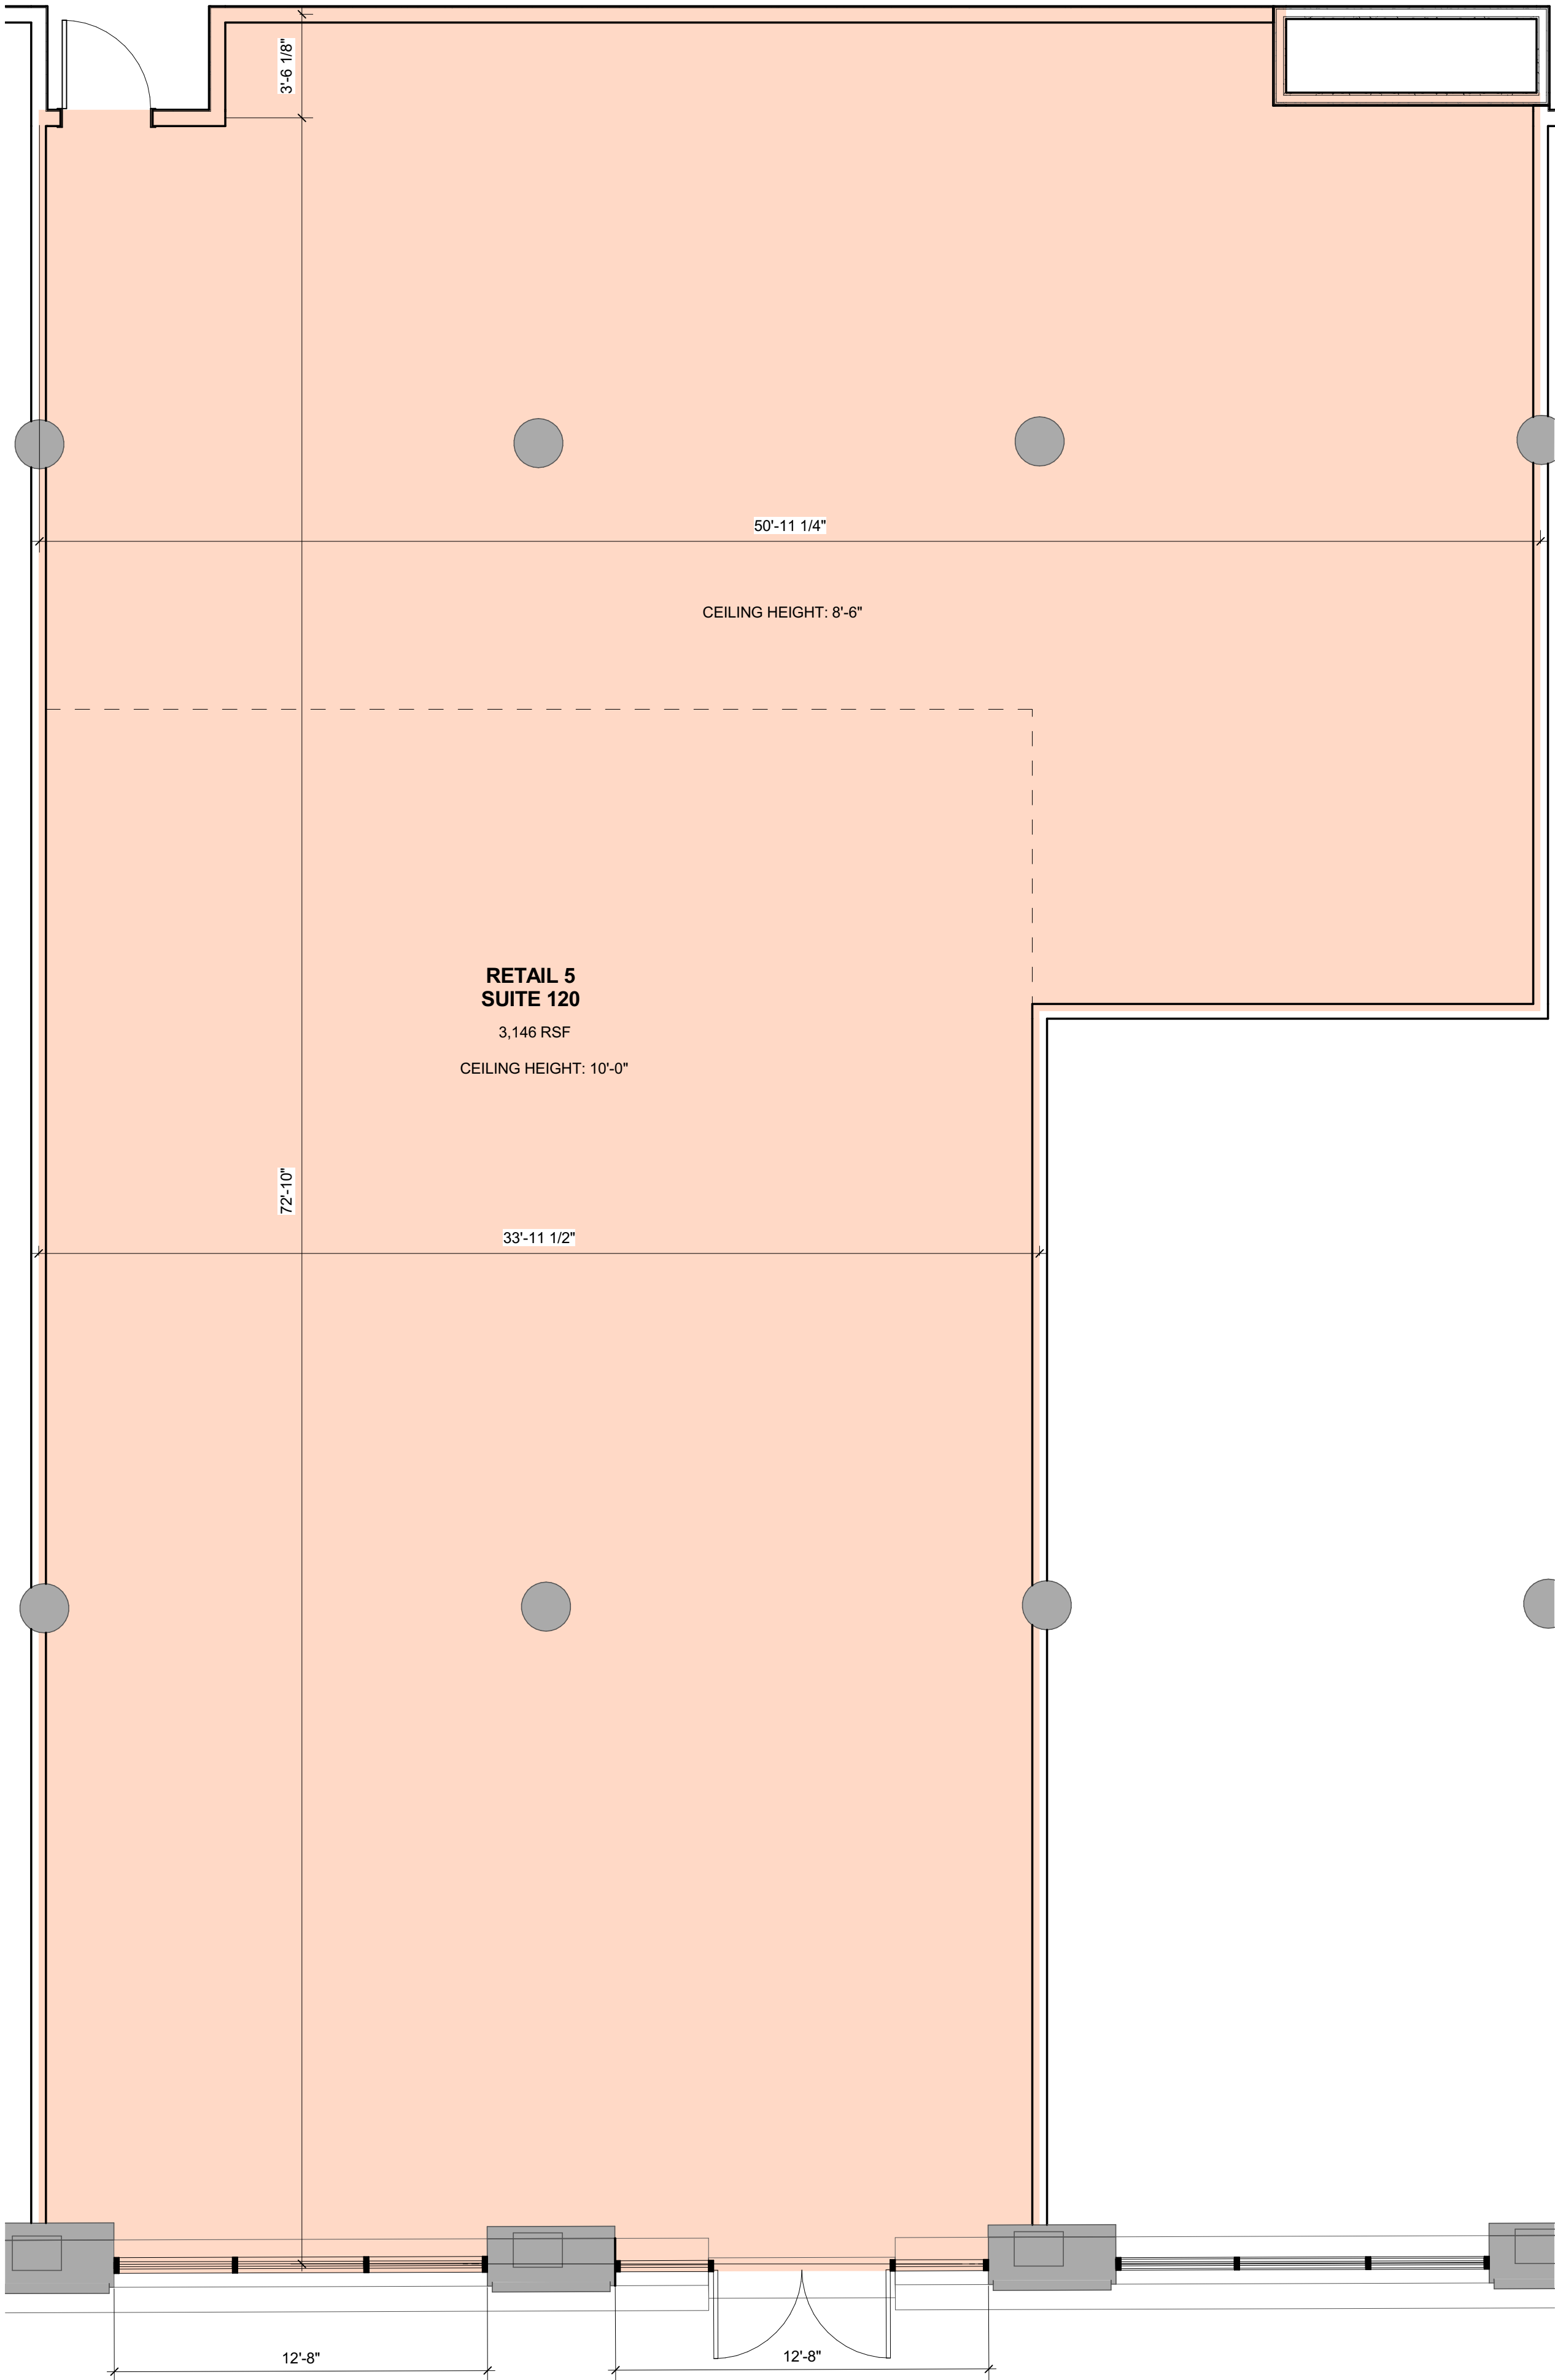 3'-6 1/8"
50'-11 1/4"
CEILING HEIGHT: 8'-6"
RETAIL 5
SUITE 120
3,146 RSF
CEILING HEIGHT: 10'-0"
72'-10"
33'-11 1/2"
12'-8"
12'-8"